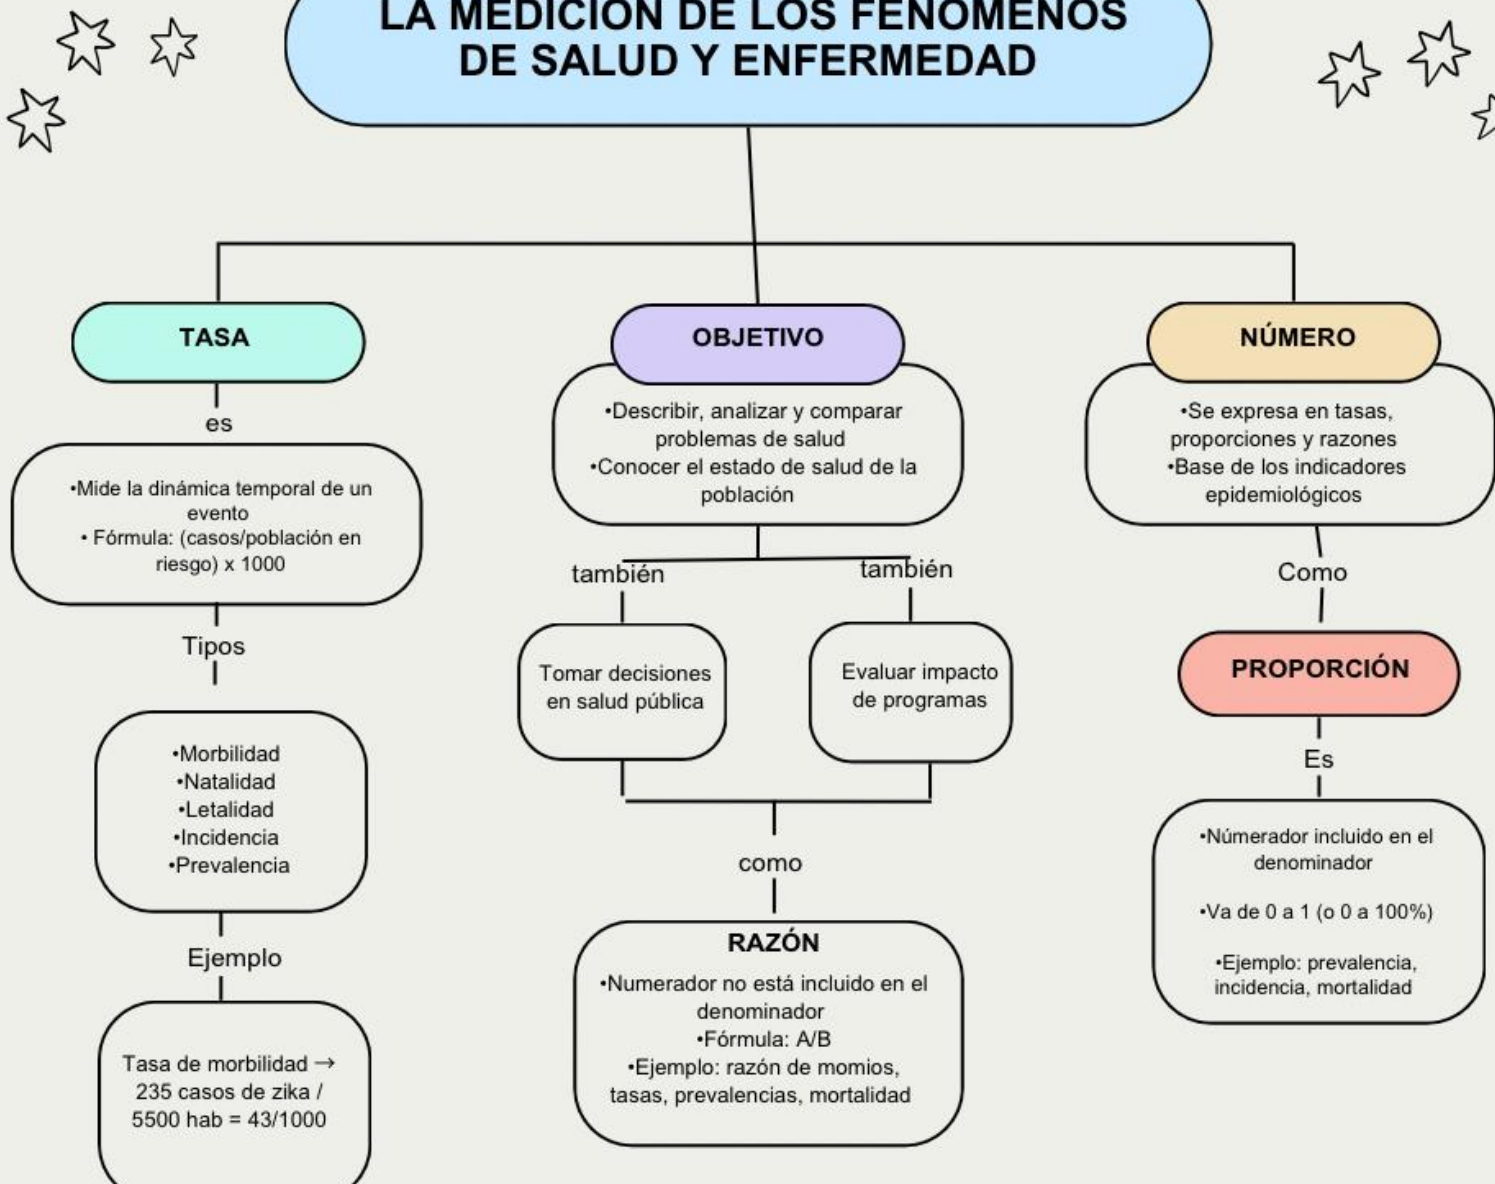 LA MEDICIÓN DE LOS FENÓMENOS
DE SALUD Y ENFERMEDAD
TASA
es
•Mide la dinámica temporal de un
evento
• Fórmula: (casos/población en
riesgo) x 1000
Tipos
•Morbilidad
•Natalidad
•Letalidad
•Incidencia
•Prevalencia
Ejemplo
Tasa de morbilidad →
235 casos de zika /
5500 hab = 43/1000
OBJETIVO
•Describir, analizar y comparar
problemas de salud
•Conocer el estado de salud de la
población
también
Tomar decisiones
en salud pública
también
Evaluar impacto
de programas
como
RAZÓN
•Numerador no está incluido en el
denominador
•Fórmula: A/B
•Ejemplo: razón de momios,
tasas, prevalencias, mortalidad
NÚMERO
•Se expresa en tasas,
proporciones y razones
•Base de los indicadores
epidemiológicos
Como
PROPORCIÓN
Es
•Númerador incluido en el
denominador
•Va de 0 a 1 (o 0 a 100%)
•Ejemplo: prevalencia,
incidencia, mortalidad